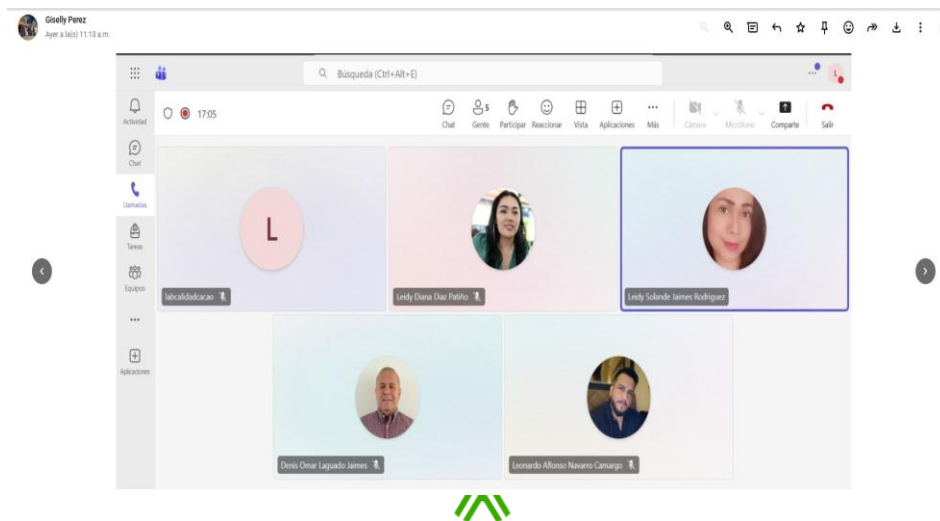 Giselly Perez
Ayer a la(s) 11:13 a.m.
Búsqueda (Ctrl+Alt+E)
L
Actividad
17:05
5
Chat
Gente
Participar
Reaccionar
Vista
Aplicaciones
Más
Cámara
Micrófono
Compartir
Salir
Chat
Llamadas
Tareas
Equipos
Aplicaciones
L
labcalidadcacao
Leidy Diana Diaz Patiño
Leidy Solande Jaimes Rodriguez
Denis Omar Laguado Jaimes
Leonardo Alfonso Navarro Camargo